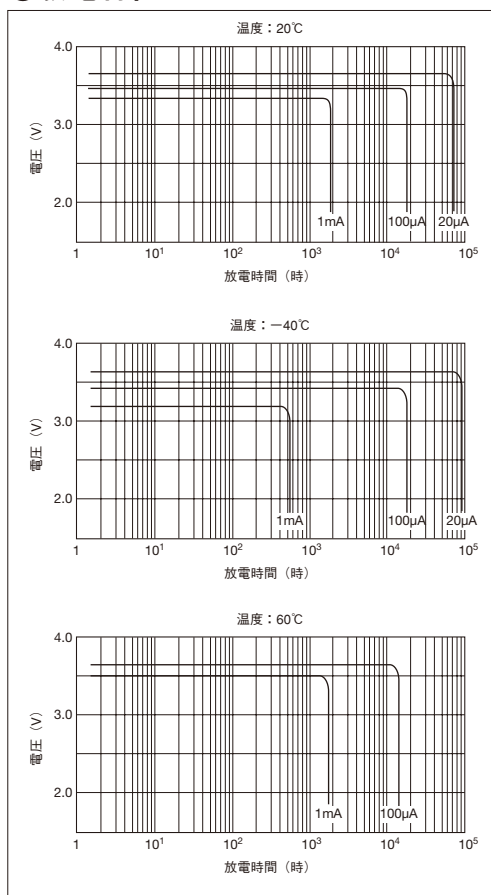 温度：20℃
4.0
3.0
2.0
電圧（V）
1mA
100μA
20μA
1
10¹
10²
10³
10⁴
10⁵
放電時間（時）
温度：－40℃
4.0
3.0
2.0
電圧（V）
1mA
100μA
20μA
1
10¹
10²
10³
10⁴
10⁵
放電時間（時）
温度：60℃
4.0
3.0
2.0
電圧（V）
1mA
100μA
1
10¹
10²
10³
10⁴
10⁵
放電時間（時）